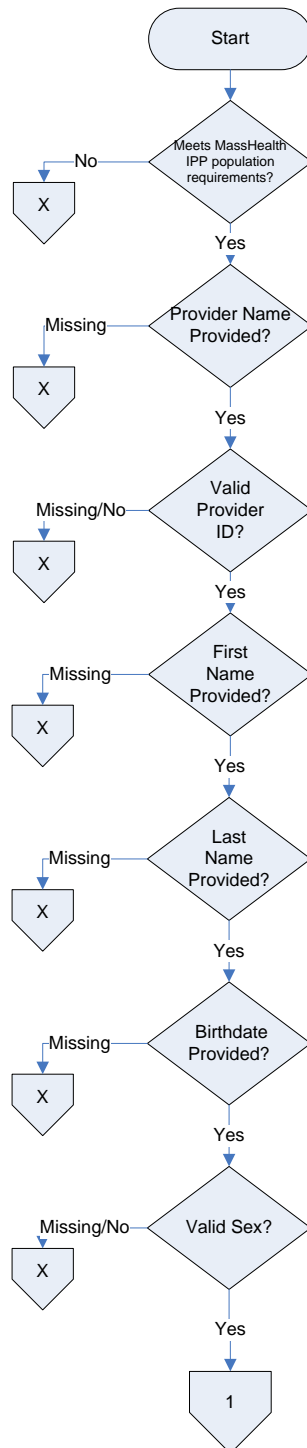 Start
Meets MassHealth
IPP population
requirements?
No
X
Yes
Provider Name
Provided?
Missing
X
Yes
Valid
Provider
ID?
Missing/No
X
Yes
First
Name
Provided?
Missing
X
Yes
Last
Name
Provided?
Missing
X
Yes
Birthdate
Provided?
Missing
X
Yes
Valid Sex?
Missing/No
X
Yes
1